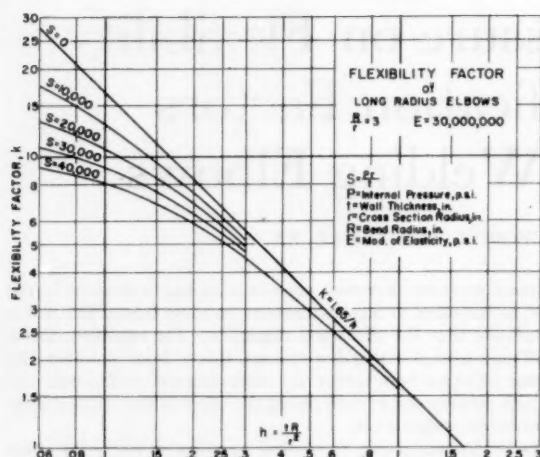 30
25
20
15
10
8
6
5
4
3
2.5
2
1.5
1
FLEXIBILITY FACTOR, k
S=0
S=10,000
S=20,000
S=30,000
S=40,000
FLEXIBILITY FACTOR
of
LONG RADIUS ELBOWS
R/r=3 E=30,000,000
S=Pr/t
P=Internal Pressure, p.s.i.
t=Wall Thickness, in.
r=Cross Section Radius, in.
R=Bend Radius, in.
E=Mod. of Elasticity, p.s.i.
k=1.65/h
h=tR/r²
.06 .08 .1 .15 .2 .25 .3 .4 .5 .6 .8 1.0 1.5 2 2.5 3